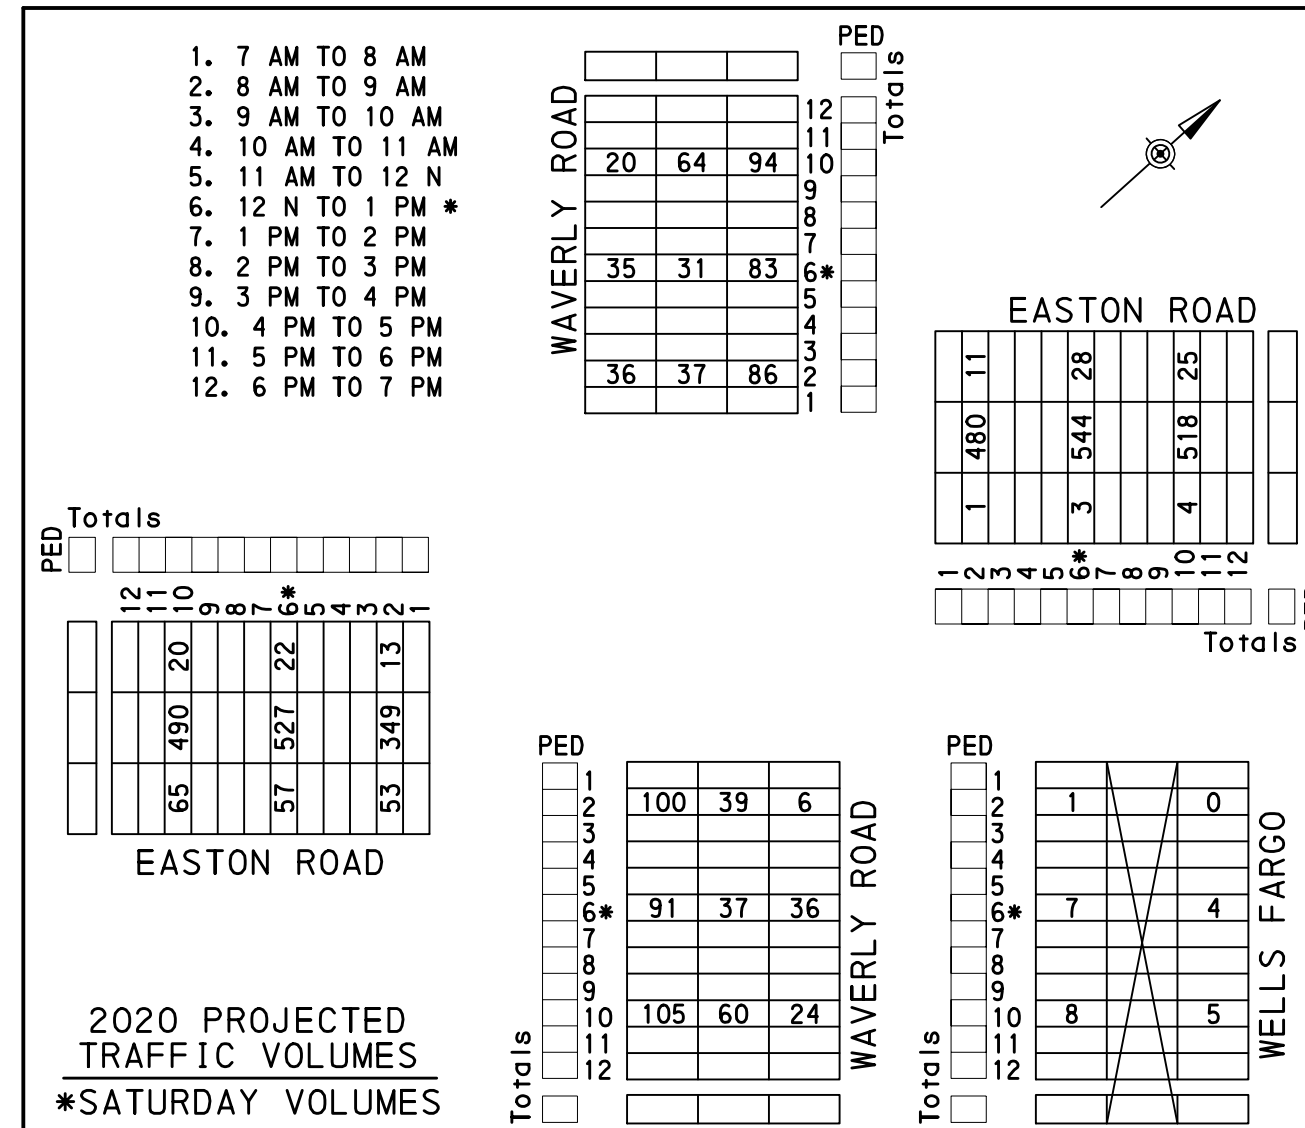 1. 7 AM TO 8 AM
2. 8 AM TO 9 AM
3. 9 AM TO 10 AM
4. 10 AM TO 11 AM
5. 11 AM TO 12 N
6. 12 N TO 1 PM *
7. 1 PM TO 2 PM
8. 2 PM TO 3 PM
9. 3 PM TO 4 PM
10. 4 PM TO 5 PM
11. 5 PM TO 6 PM
12. 6 PM TO 7 PM
WAVERLY ROAD
PED
Totals
12
11
20 64 94 10
9
8
7
35 31 83 6*
5
4
3
36 37 86 2
1
EASTON ROAD
11 28 25
480 544 518
1 3 4
1 2 3 4 5 6* 7 8 9 10 11 12
Totals
PED
Totals
12 11 10 9 8 7 6* 5 4 3 2 1
20 22 13
490 527 349
65 57 53
EASTON ROAD
PED
1
2 100 39 6
3
4
5
6* 91 37 36
7
8
9
10 105 60 24
11
12
Totals
WAVERLY ROAD
PED
1
2 1 0
3
4
5
6* 7 4
7
8
9
10 8 5
11
12
Totals
WELLS FARGO
2020 PROJECTED
TRAFFIC VOLUMES
*SATURDAY VOLUMES